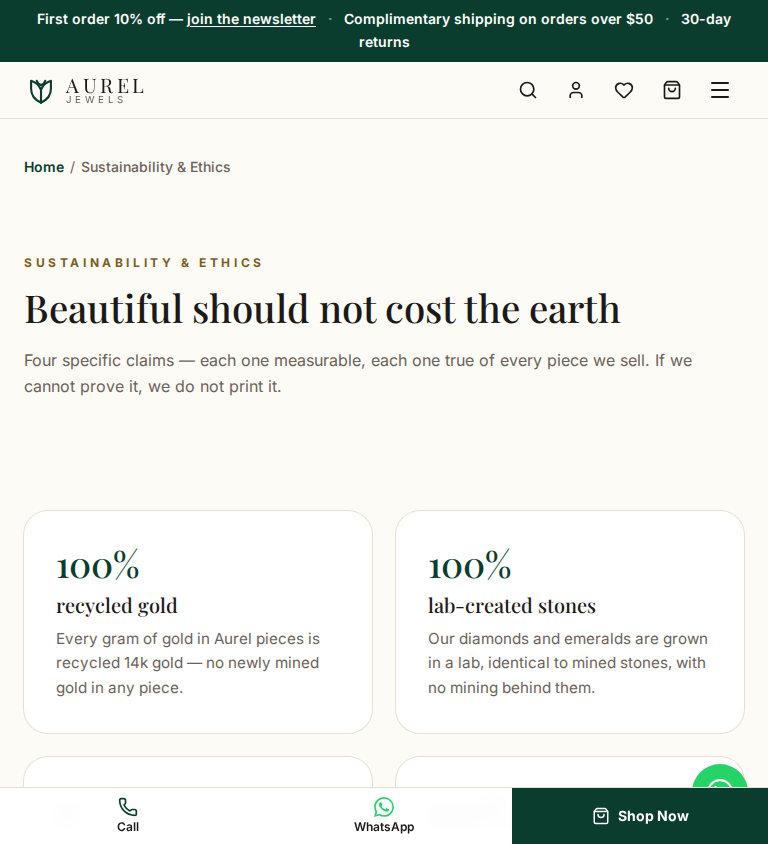 First order 10% off — join the newsletter · Complimentary shipping on orders over $50 · 30-day
returns
AUREL
JEWELS
Home / Sustainability & Ethics
SUSTAINABILITY & ETHICS
Beautiful should not cost the earth
Four specific claims — each one measurable, each one true of every piece we sell. If we
cannot prove it, we do not print it.
100%
recycled gold
Every gram of gold in Aurel pieces is
recycled 14k gold — no newly mined
gold in any piece.
100%
lab-created stones
Our diamonds and emeralds are grown
in a lab, identical to mined stones, with
no mining behind them.
Call
WhatsApp
Shop Now